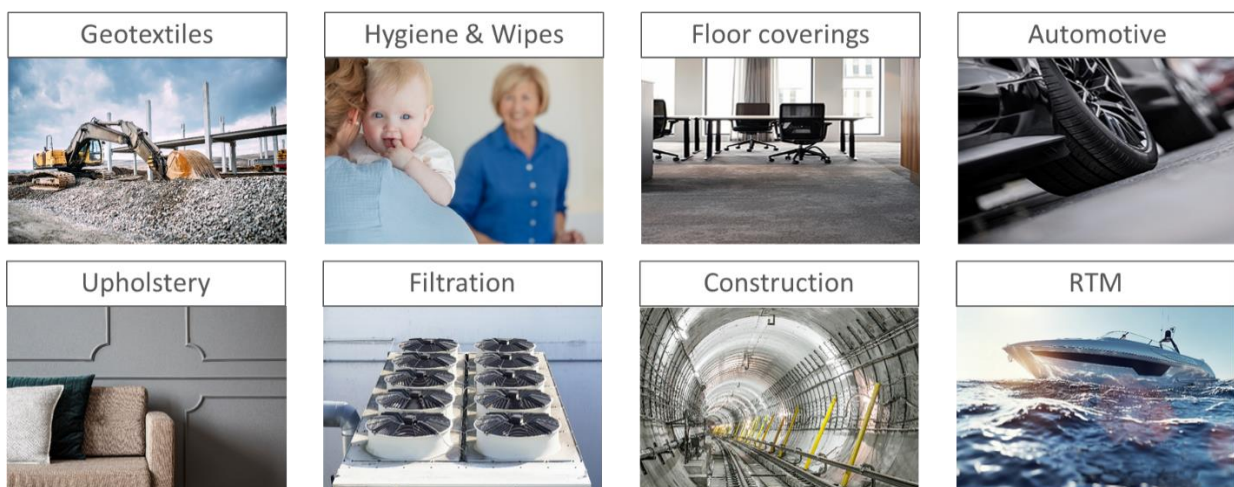 Geotextiles
Hygiene & Wipes
Floor coverings
Automotive
Upholstery
Filtration
Construction
RTM